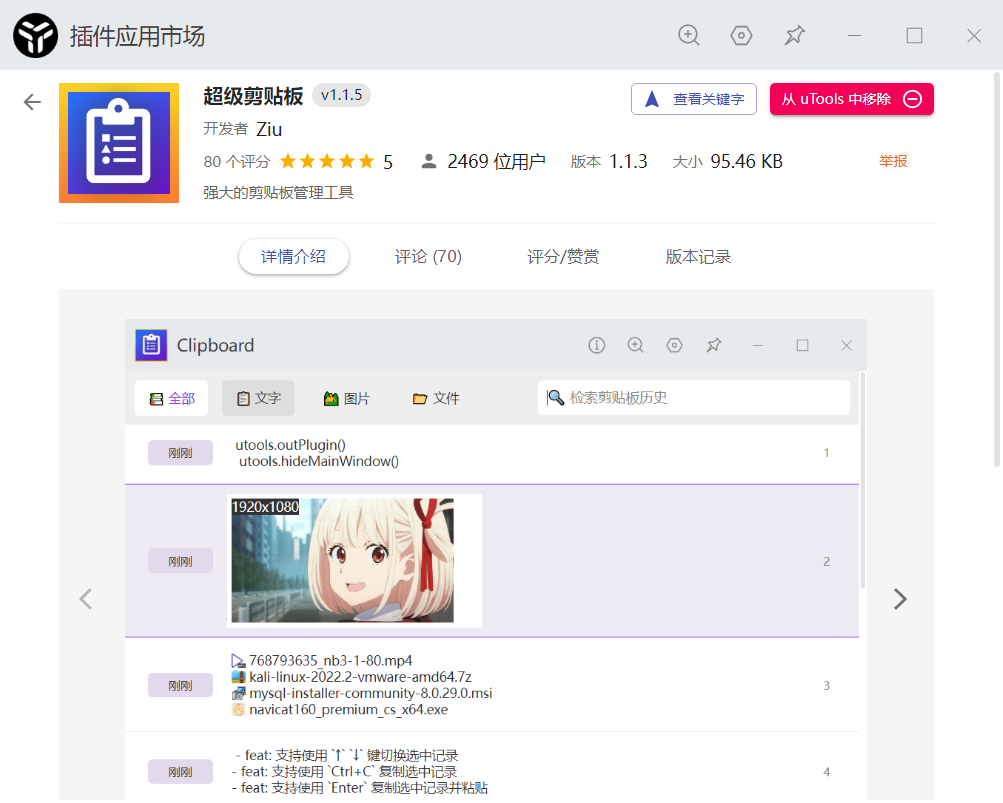 插件应用市场
超级剪贴板 v1.1.5
查看关键字
从 uTools 中移除
开发者 Ziu
80 个评分 5 2469 位用户 版本 1.1.3 大小 95.46 KB 举报
强大的剪贴板管理工具
详情介绍 评论 (70) 评分/赞赏 版本记录
Clipboard
全部 文字 图片 文件 检索剪贴板历史
刚刚 utools.outPlugin() 1
utools.hideMainWindow()
1920x1080
刚刚 2
768793635_nb3-1-80.mp4
kali-linux-2022.2-vmware-amd64.7z
刚刚 3
mysql-installer-community-8.0.29.0.msi
navicat160_premium_cs_x64.exe
- feat: 支持使用 `↑` `↓` 键切换选中记录
刚刚 - feat: 支持使用 `Ctrl+C` 复制选中记录 4
- feat: 支持使用 `Enter` 复制选中记录并粘贴